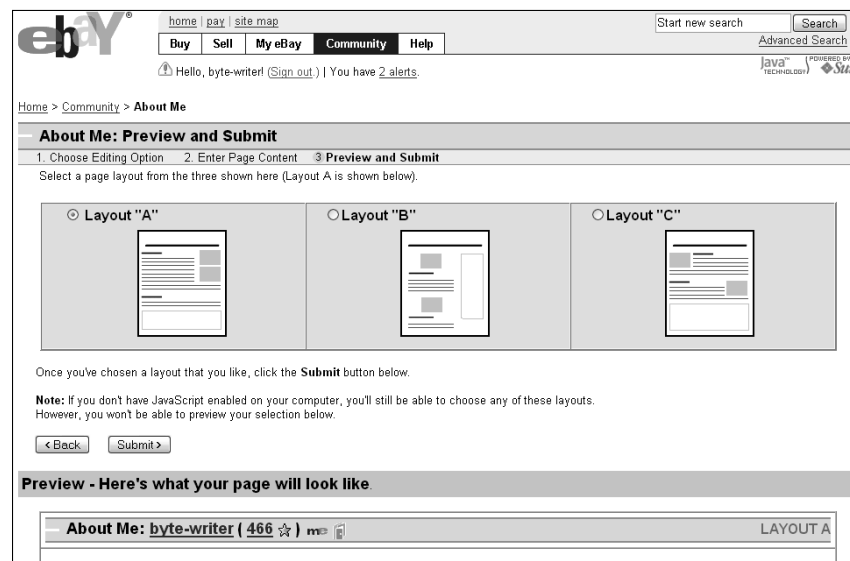 ebaY®
home | pay | site map
Start new search Search
Buy Sell My eBay Community Help
Advanced Search
Hello, byte-writer! (Sign out.) | You have 2 alerts.
Java™ TECHNOLOGY POWERED BY Su
Home > Community > About Me
About Me: Preview and Submit
1. Choose Editing Option 2. Enter Page Content 3 Preview and Submit
Select a page layout from the three shown here (Layout A is shown below).
Layout "A" Layout "B" Layout "C"
Once you've chosen a layout that you like, click the Submit button below.
Note: If you don't have JavaScript enabled on your computer, you'll still be able to choose any of these layouts.
However, you won't be able to preview your selection below.
< Back Submit >
Preview - Here's what your page will look like.
About Me: byte-writer ( 466 ☆ ) me LAYOUT A